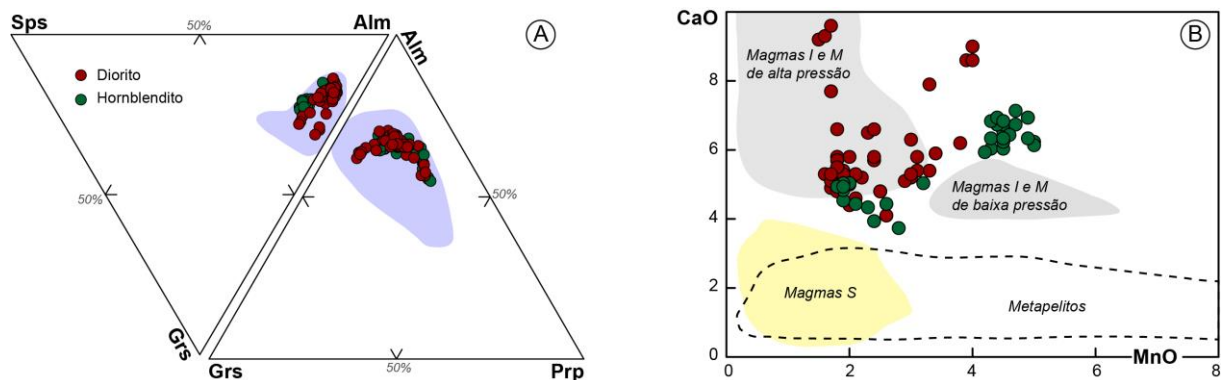 Sps
50%
Alm
Alm
A
Diorito
Hornblendito
50%
50%
Grs
Grs
50%
Prp
CaO
B
Magmas I e M
de alta pressão
8
6
Magmas I e M
de baixa pressão
4
2
Magmas S
Metapelitos
0
0
2
4
MnO
6
8